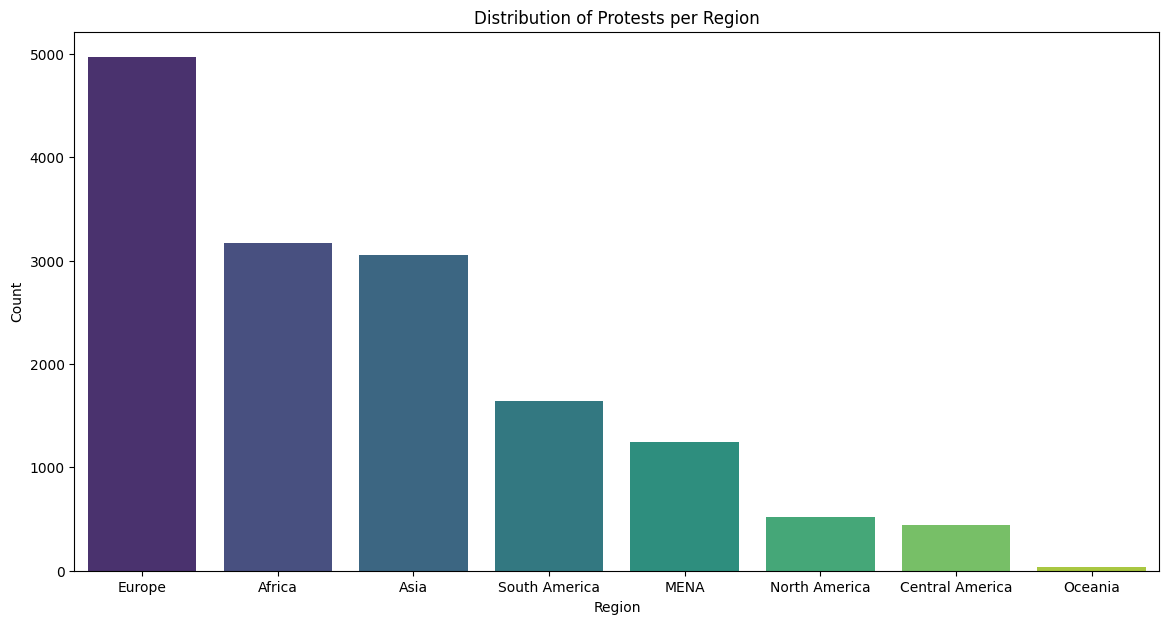 Distribution of Protests per Region
5000
4000
3000
2000
1000
0
Count
Europe
Africa
Asia
South America
MENA
North America
Central America
Oceania
Region